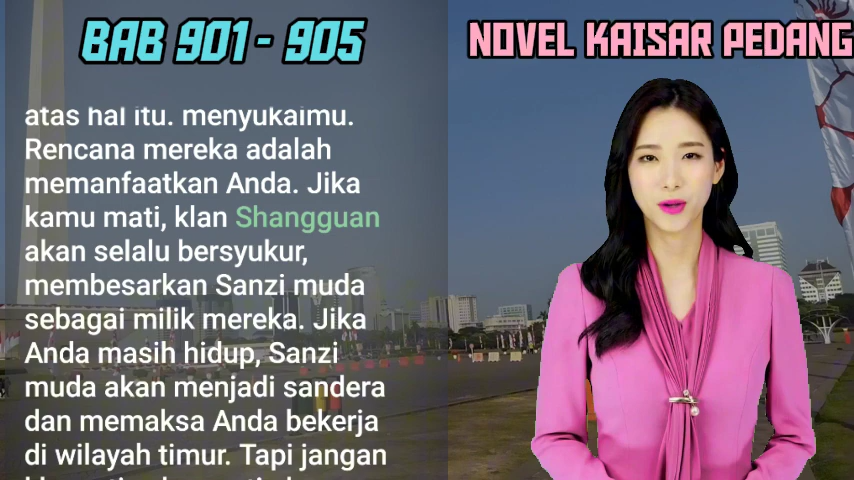 BAB 901 - 905
NOVEL KAISAR PEDANG
atas hal itu. menyukaimu.
Rencana mereka adalah
memanfaatkan Anda. Jika
kamu mati, klan Shangguan
akan selalu bersyukur,
membesarkan Sanzi muda
sebagai milik mereka. Jika
Anda masih hidup, Sanzi
muda akan menjadi sandera
dan memaksa Anda bekerja
di wilayah timur. Tapi jangan